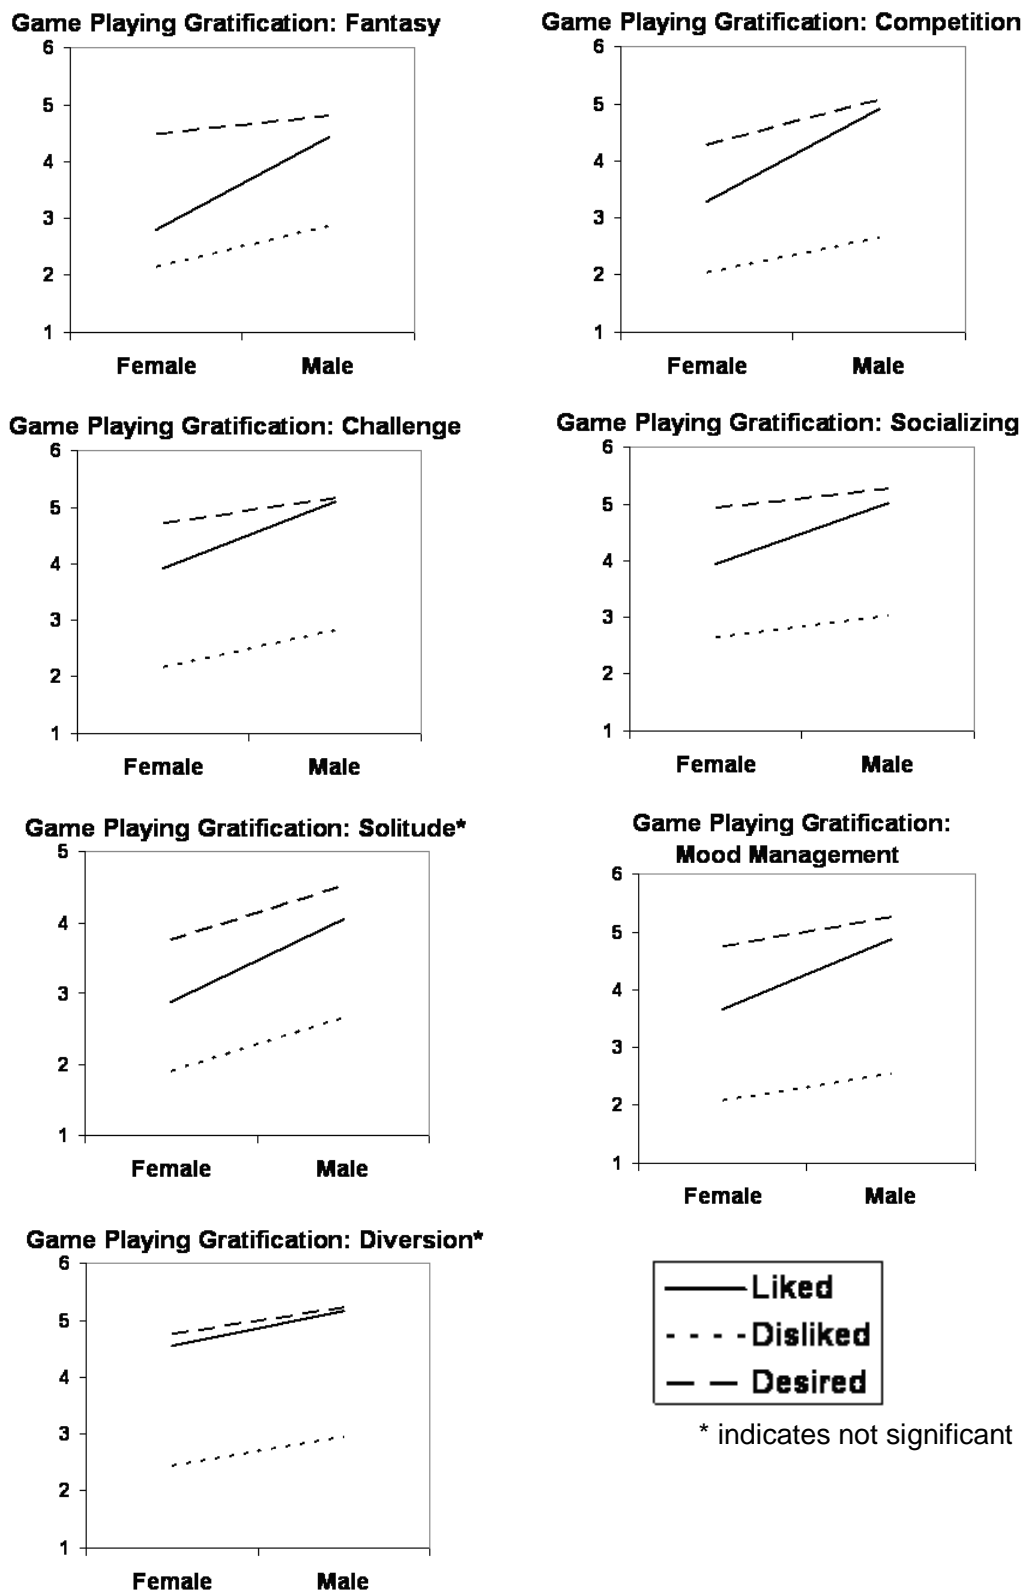 Game Playing Gratification: Fantasy
6
5
4
3
2
1
Female Male
Game Playing Gratification: Competition
6
5
4
3
2
1
Female Male
Game Playing Gratification: Challenge
6
5
4
3
2
1
Female Male
Game Playing Gratification: Socializing
6
5
4
3
2
1
Female Male
Game Playing Gratification: Solitude*
5
4
3
2
1
Female Male
Game Playing Gratification:
Mood Management
6
5
4
3
2
1
Female Male
Game Playing Gratification: Diversion*
6
5
4
3
2
1
Female Male
Liked
Disliked
Desired
* indicates not significant